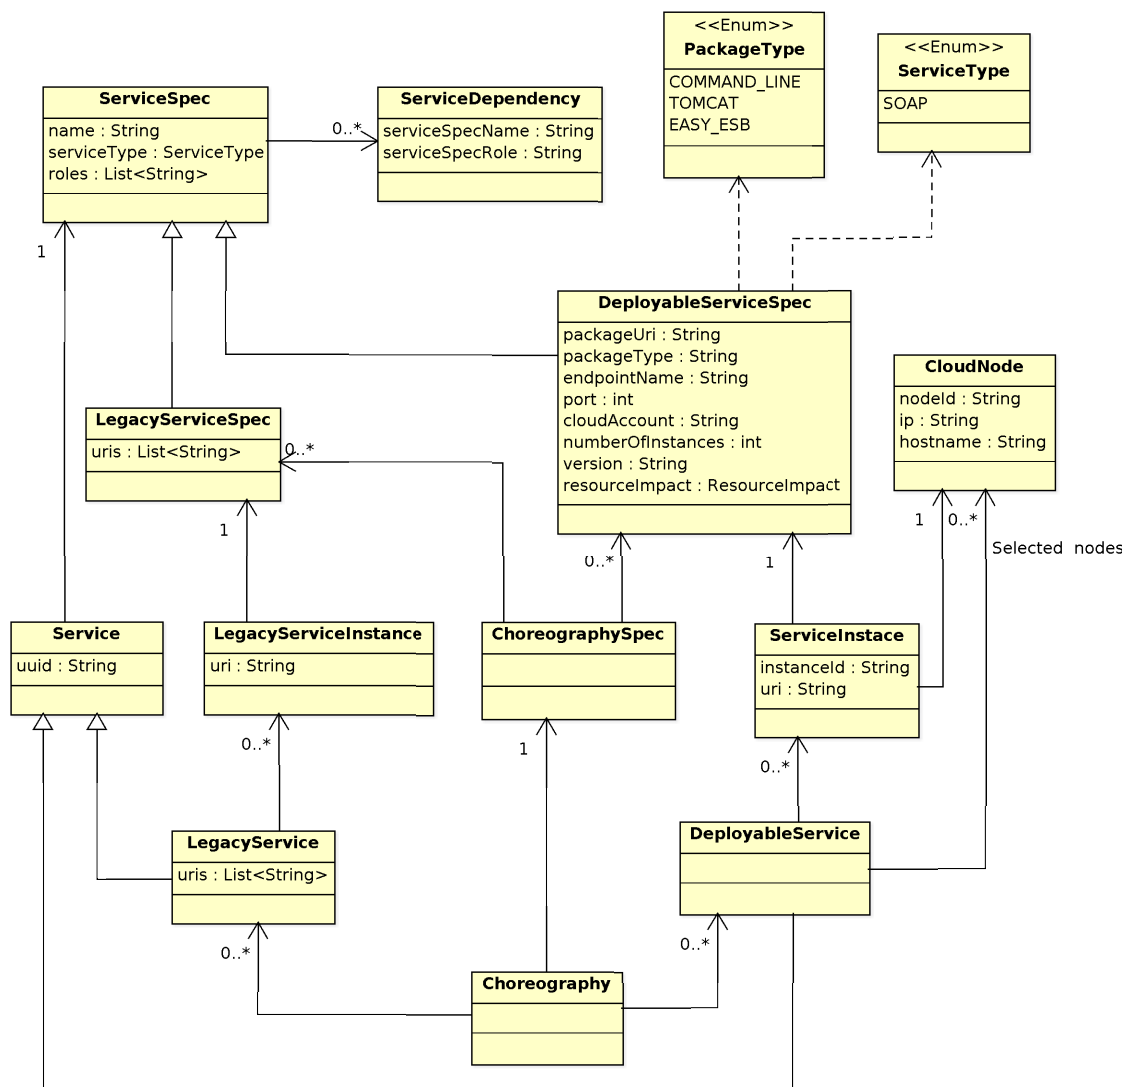 <<Enum>>
PackageType
COMMAND_LINE
TOMCAT
EASY_ESB
<<Enum>>
ServiceType
SOAP
ServiceSpec
name : String
serviceType : ServiceType
roles : List<String>
0..*
ServiceDependency
serviceSpecName : String
serviceSpecRole : String
1
DeployableServiceSpec
packageUri : String
packageType : String
endpointName : String
port : int
cloudAccount : String
numberOfInstances : int
version : String
resourceImpact : ResourceImpact
CloudNode
nodeId : String
ip : String
hostname : String
LegacyServiceSpec
uris : List<String>
0..*
1
0..*
1
1
0..*
Selected nodes
Service
uuid : String
LegacyServiceInstance
uri : String
ChoreographySpec
ServiceInstace
instanceId : String
uri : String
0..*
1
0..*
LegacyService
uris : List<String>
DeployableService
0..*
0..*
Choreography